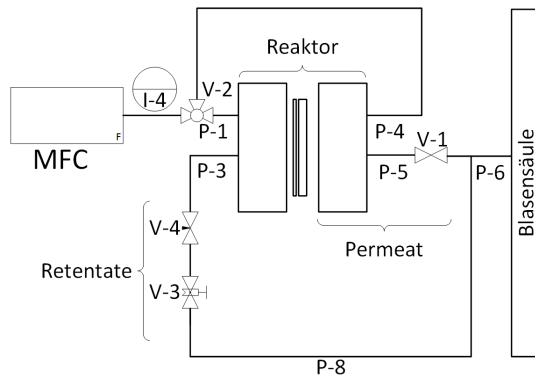 Reaktor
I-4
V-2
F
MFC
P-1
P-4
V-1
P-3
P-5
P-6
Blasensäule
V-4
Permeat
Retentate
V-3
P-8